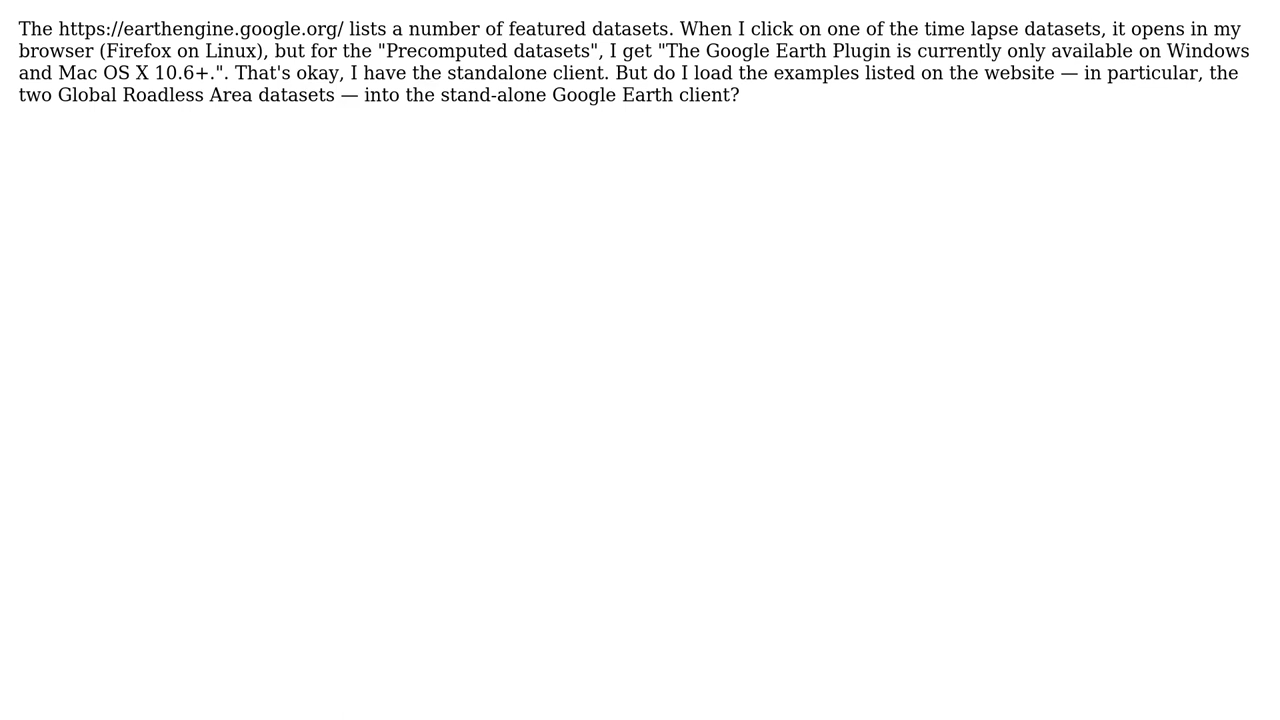 The https://earthengine.google.org/ lists a number of featured datasets. When I click on one of the time lapse datasets, it opens in my
browser (Firefox on Linux), but for the "Precomputed datasets", I get "The Google Earth Plugin is currently only available on Windows
and Mac OS X 10.6+.". That's okay, I have the standalone client. But do I load the examples listed on the website — in particular, the
two Global Roadless Area datasets — into the stand-alone Google Earth client?